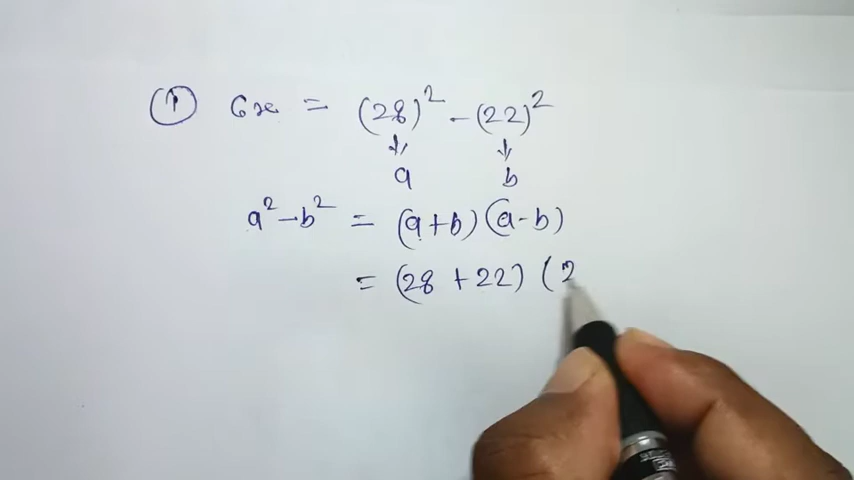 ① 6x = (28)² - (22)²
↓ ↓
a b
a² - b² = (a+b)(a-b)
= (28 + 22) (2